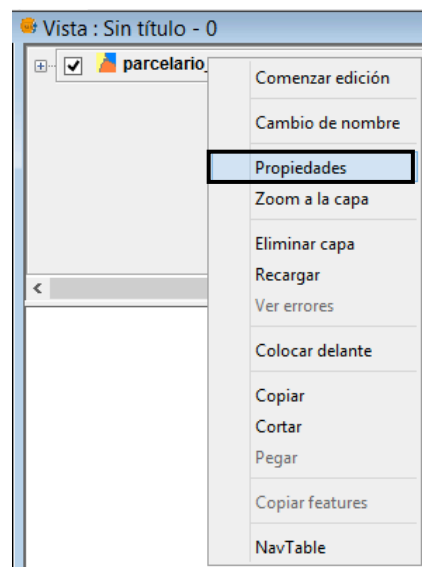 Vista : Sin título - 0
parcelario_
Comenzar edición
Cambio de nombre
Propiedades
Zoom a la capa
Eliminar capa
Recargar
Ver errores
Colocar delante
Copiar
Cortar
Pegar
Copiar features
NavTable